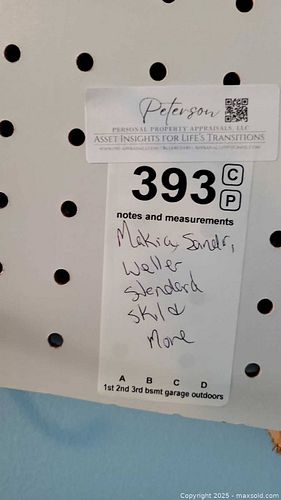 Peterson
PERSONAL PROPERTY APPRAISALS, LLC
ASSET INSIGHTS FOR LIFE'S TRANSITIONS
393
C
P
notes and measurements
Makita, Sander,
Weller
standard
Skil &
More
A B C D
1st 2nd 3rd bsmt garage outdoors
Copyright © 2025 - maxsold.com